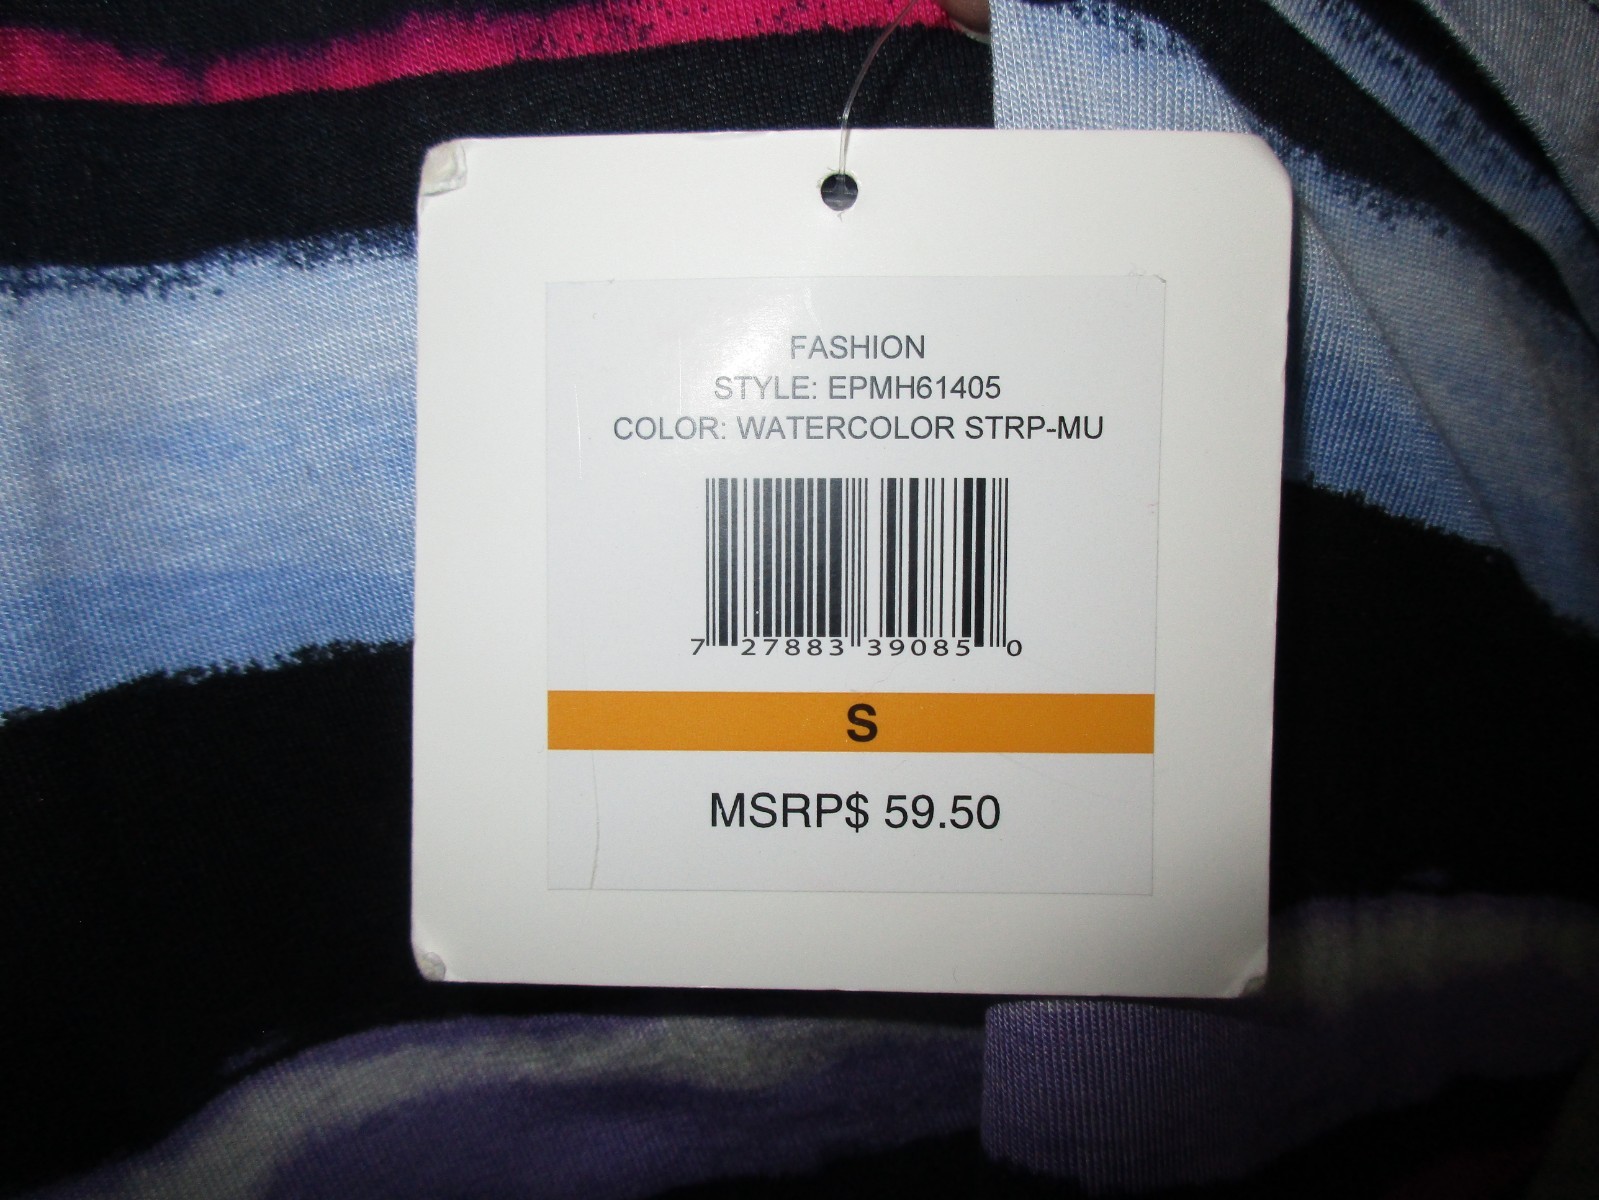 FASHION
STYLE: EPMH61405
COLOR: WATERCOLOR STRP-MU
7 27883 39085 0
S
MSRP$ 59.50